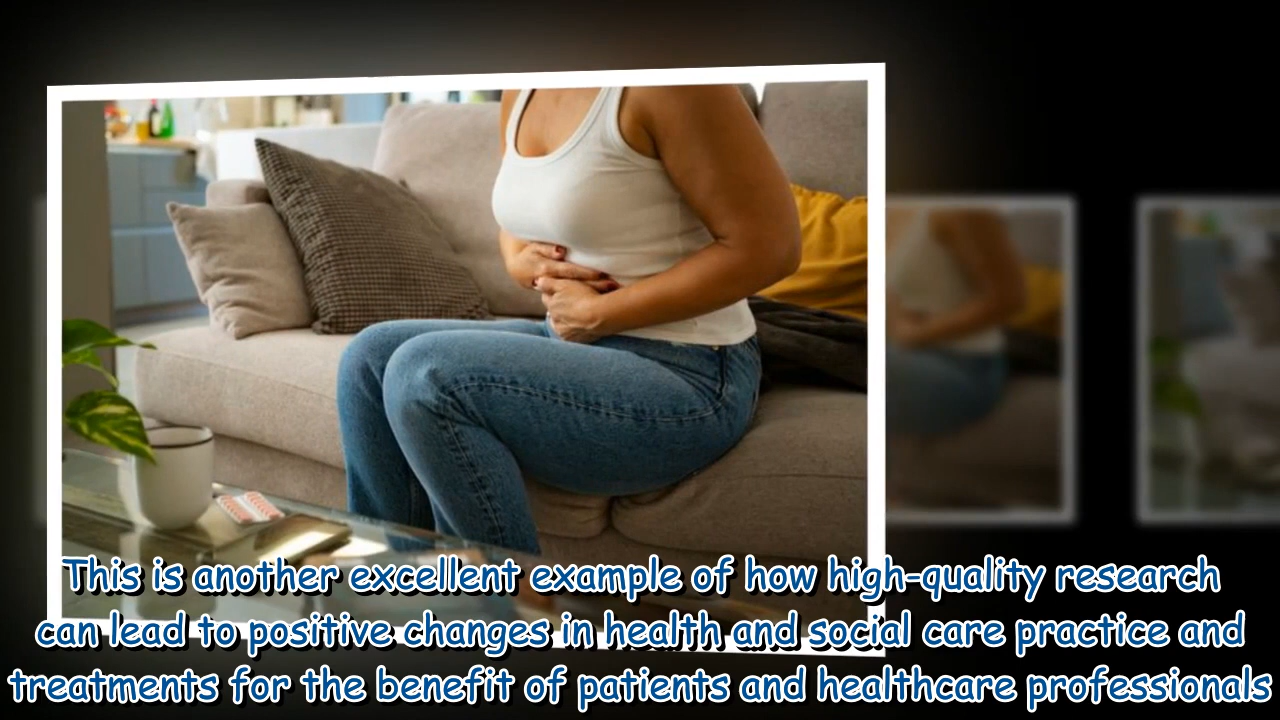 This is another excellent example of how high-quality research
can lead to positive changes in health and social care practice and
treatments for the benefit of patients and healthcare professionals